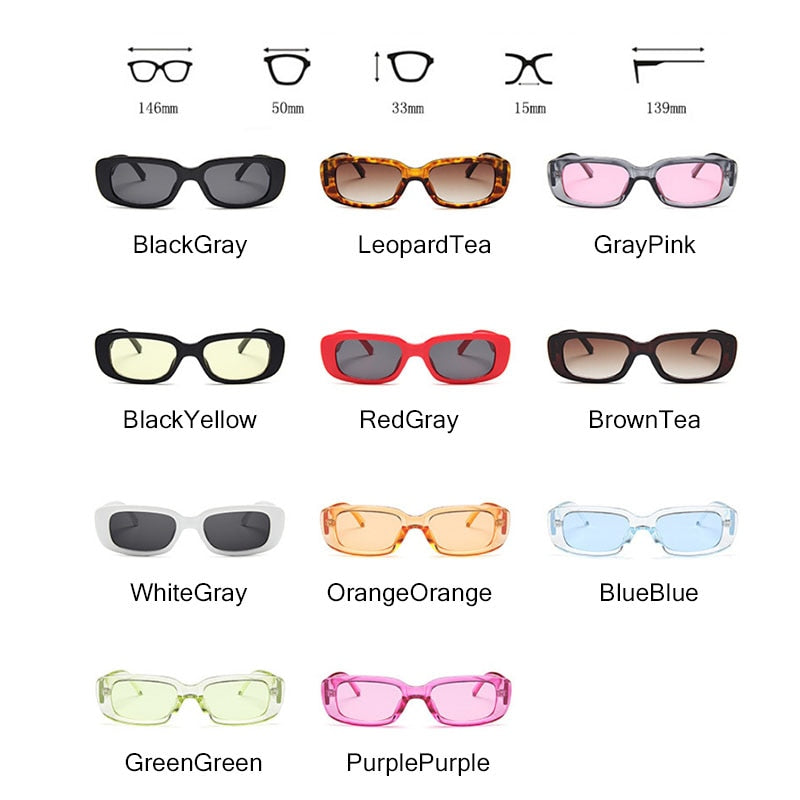 146mm 50mm 33mm 15mm 139mm
BlackGray LeopardTea GrayPink
BlackYellow RedGray BrownTea
WhiteGray OrangeOrange BlueBlue
GreenGreen PurplePurple